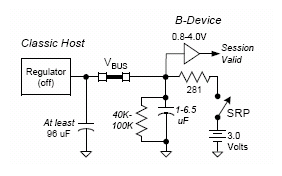 B-Device
0.8-4.0V
Classic Host
Session
Valid
VBUS
Regulator
(off)
281
At least
96 uF
40K-
100K
1-6.5
uF
SRP
3.0
Volts